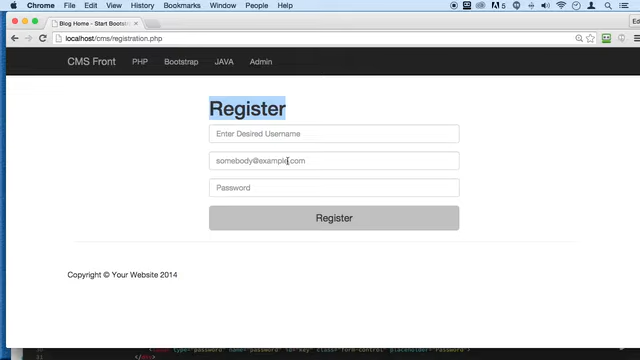 Chrome File Edit View History Bookmarks Window People Help
Blog Home - Start Bootstr
localhost/cms/registration.php
CMS Front PHP Bootstrap JAVA Admin
Register
Enter Desired Username
somebody@example.com
Password
Register
Copyright © Your Website 2014